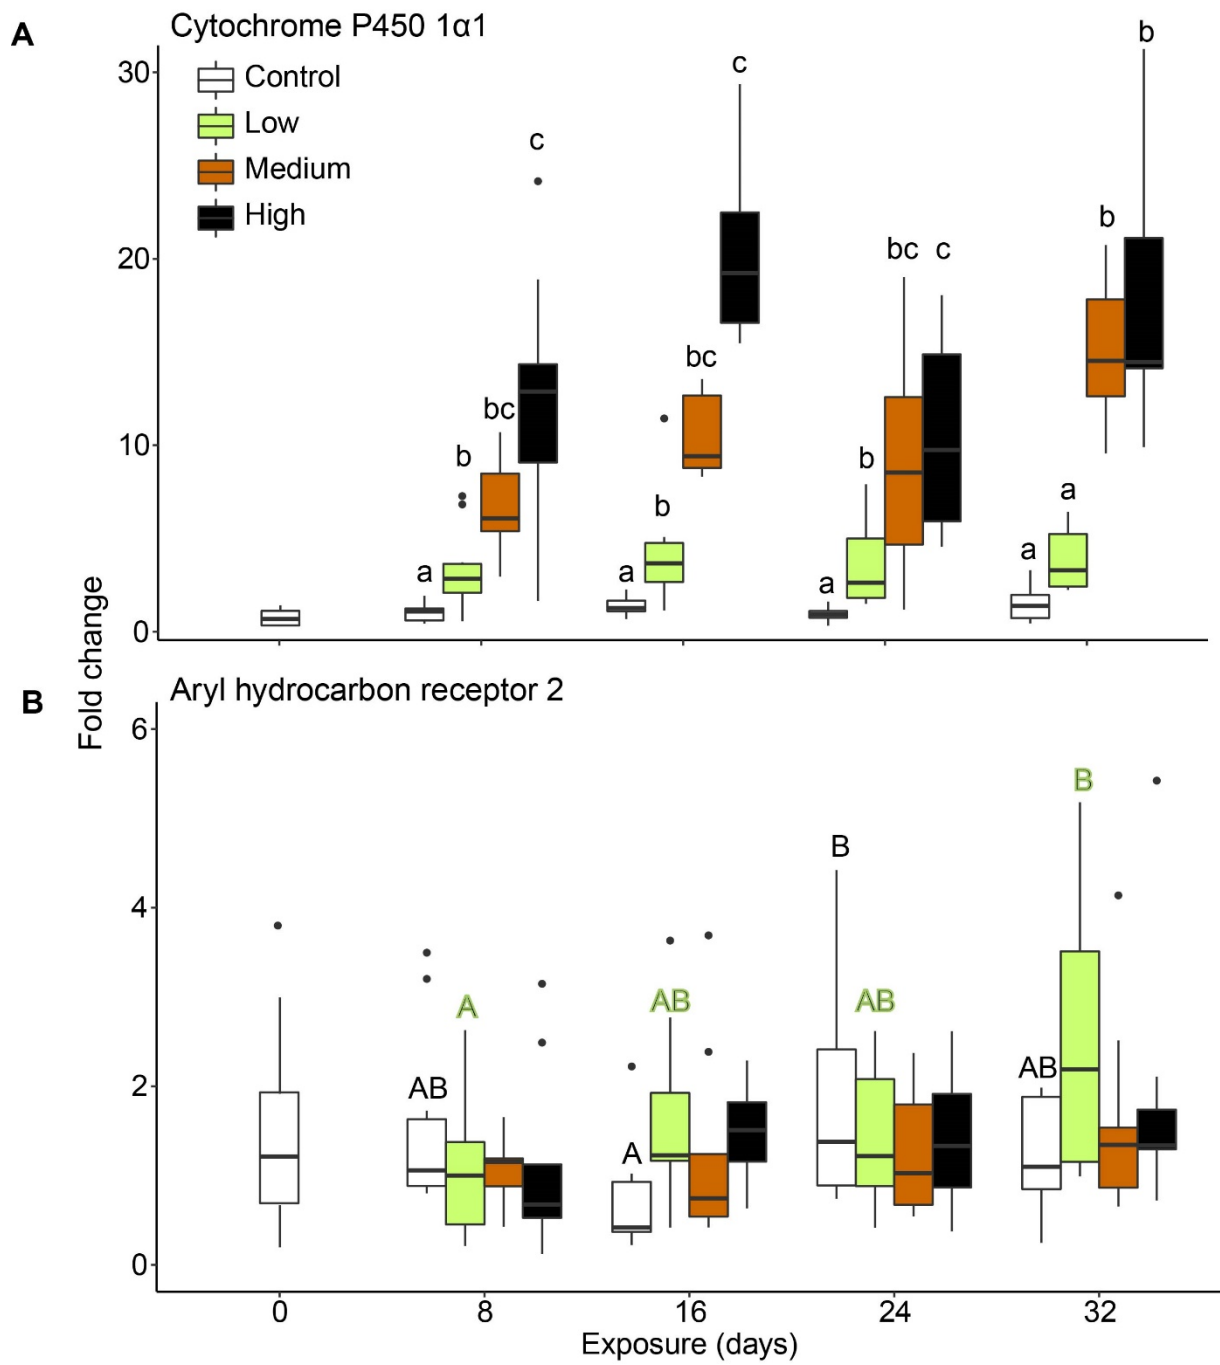 A
Cytochrome P450 1α1
Control
Low
Medium
High
30
20
10
0
c
c
b
bc
c
b
bc
b
bc
b
b
a
a
b
a
a
a
Fold change
B
Aryl hydrocarbon receptor 2
6
4
2
0
B
B
A
AB
AB
AB
AB
A
0 8 16 24 32
Exposure (days)